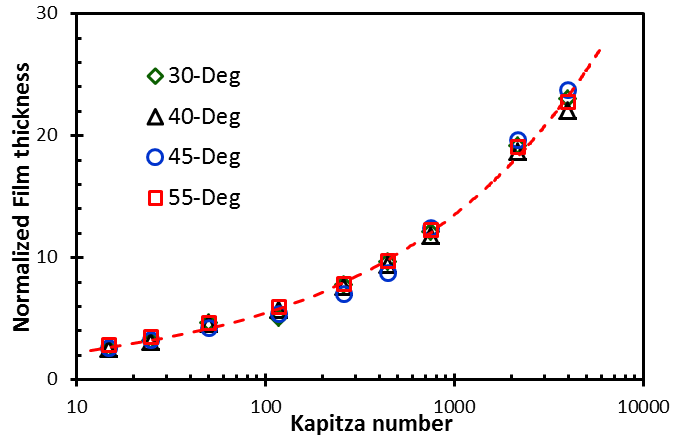 30
20
10
0
Normalized Film thickness
30-Deg
40-Deg
45-Deg
55-Deg
10
100
1000
10000
Kapitza number